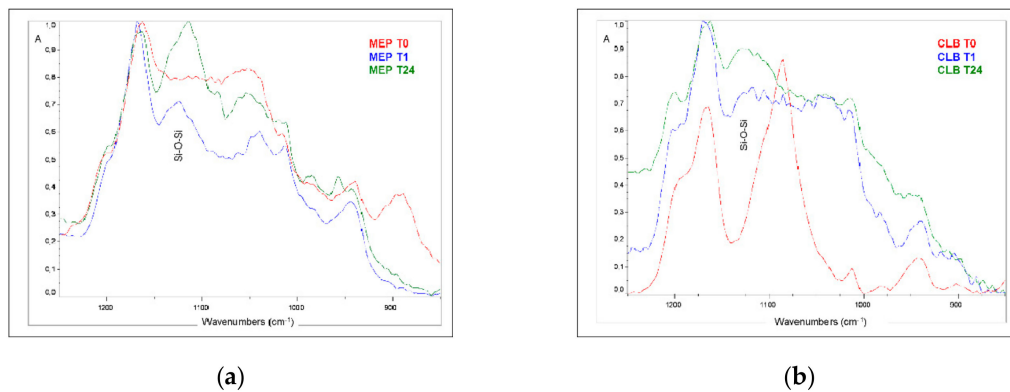 1,0
A
0,9
MEP T0
MEP T1
MEP T24
0,8
0,7
0,6
Si-O-Si
0,5
0,4
0,3
0,2
0,1
0,0
1200
1100
1000
900
Wavenumbers (cm-1)
(a)
1.0
A
0.9
CLB T0
CLB T1
CLB T24
0.8
0.7
0.6
Si-O-Si
0.5
0.4
0.3
0.2
0.1
0.0
1200
1100
1000
900
Wavenumbers (cm-1)
(b)